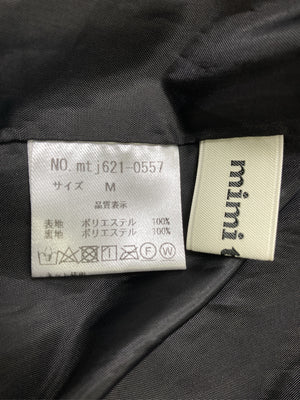 NO.mtj621-0557
サイズ M
品質表示
表地 ポリエステル 100%
裏地 ポリエステル 100%
F W
mimi